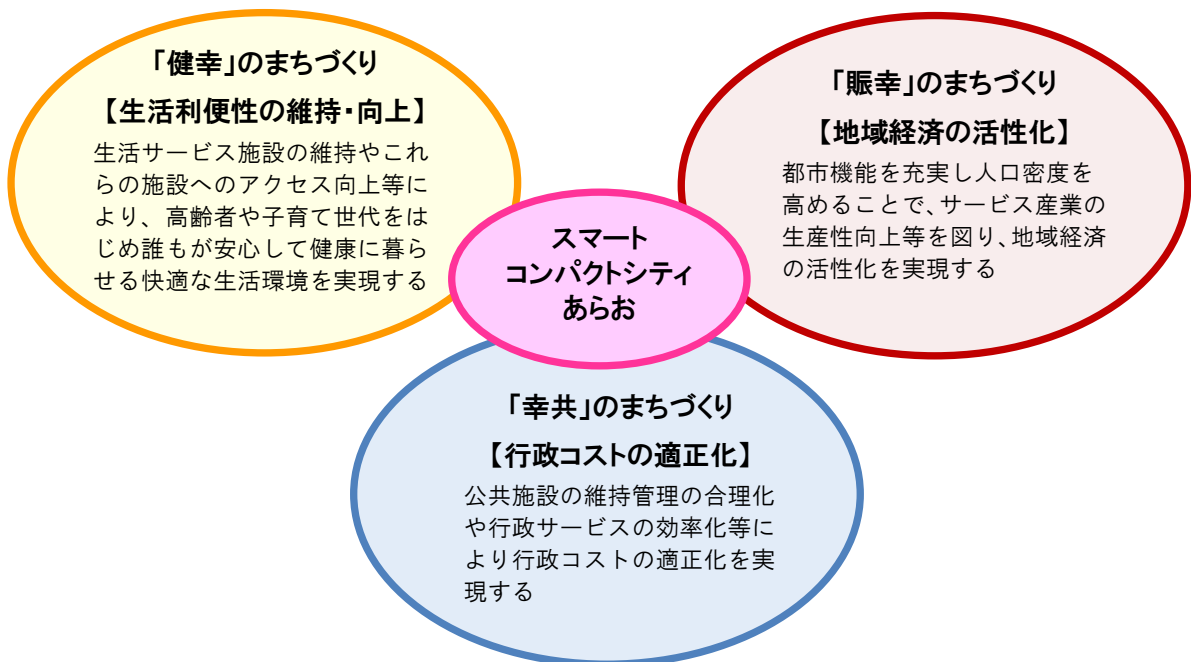 「健幸」のまちづくり
【生活利便性の維持・向上】
生活サービス施設の維持やこれ
らの施設へのアクセス向上等に
より、高齢者や子育て世代をは
じめ誰もが安心して健康に暮ら
せる快適な生活環境を実現する
「賑幸」のまちづくり
【地域経済の活性化】
都市機能を充実し人口密度を
高めることで、サービス産業の
生産性向上等を図り、地域経済
の活性化を実現する
スマート
コンパクトシティ
あらお
「幸共」のまちづくり
【行政コストの適正化】
公共施設の維持管理の合理化
や行政サービスの効率化等に
より行政コストの適正化を実
現する